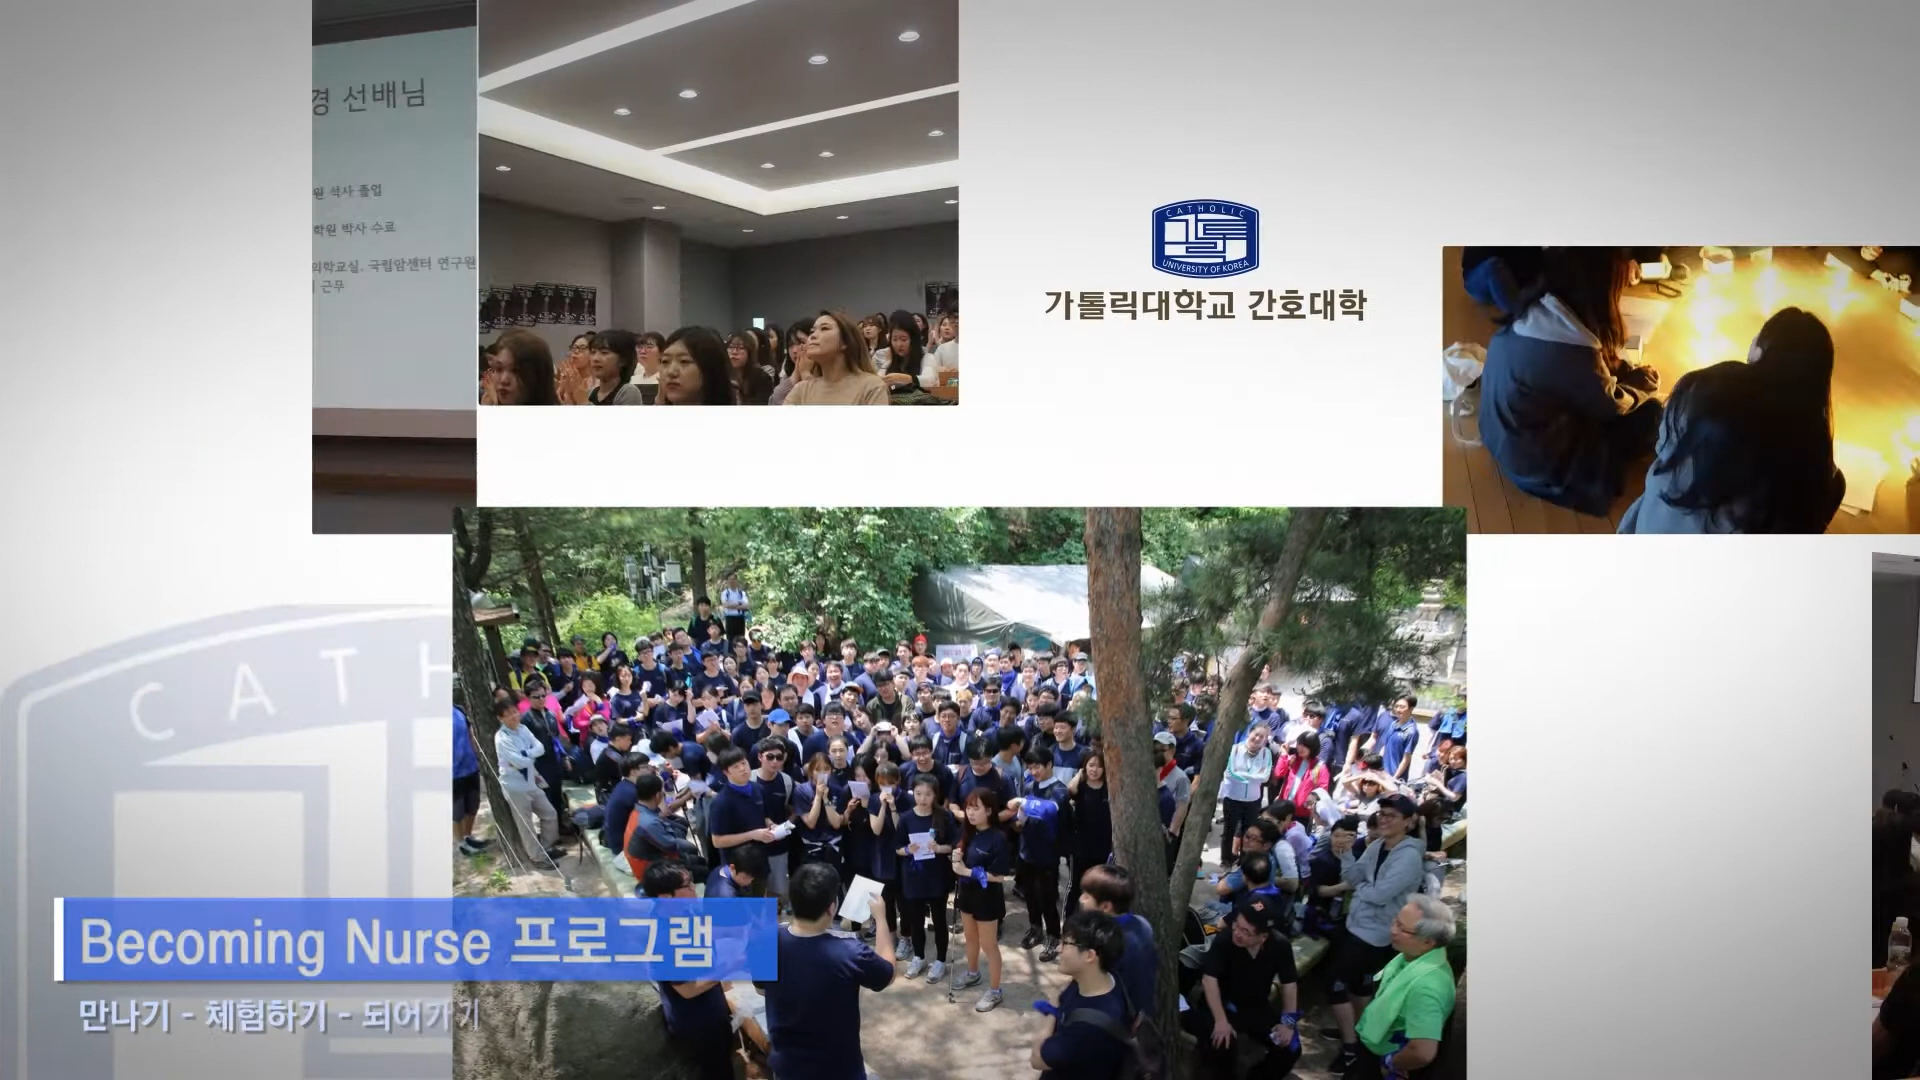 경 선배님
원 석사 졸업
학원 박사 수료
의학교실, 국립암센터 연구원
근무
CATHOLIC
UNIVERSITY OF KOREA
가톨릭대학교 간호대학
CATH
Becoming Nurse 프로그램
만나기 - 체험하기 - 되어가기